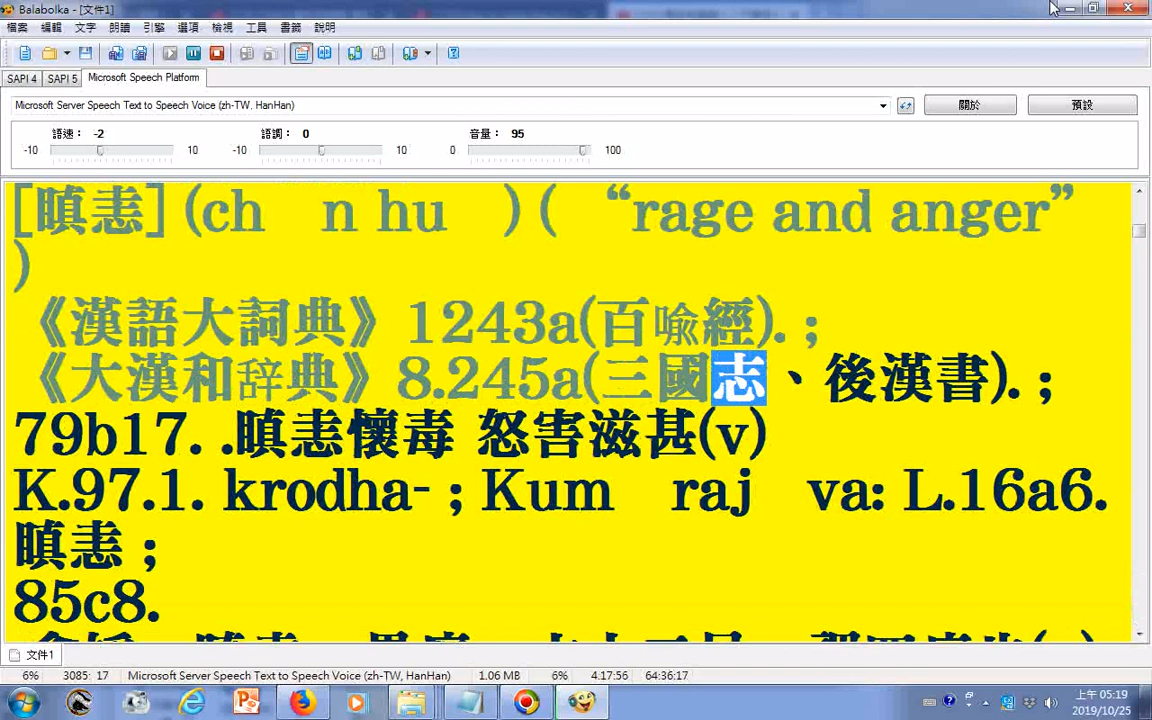 Balabolka - [文件1]
檔案 編輯 文字 朗讀 引擎 選項 檢視 工具 書籤 說明
SAPI 4 SAPI 5 Microsoft Speech Platform
Microsoft Server Speech Text to Speech Voice (zh-TW, HanHan) 關於 預設
語速： -2 語調： 0 音量： 95
-10 10 -10 10 0 100
[瞋恚] (ch n hu ) ( “rage and anger”
)
《漢語大詞典》 1243a(百喩經). ;
《大漢和辞典》 8.245a(三國志、後漢書). ;
79b17. .瞋恚懷毒 怒害滋甚(v)
K.97.1. krodha- ; Kum raj va: L.16a6.
瞋恚 ;
85c8.
文件1
6% 3085: 17 Microsoft Server Speech Text to Speech Voice (zh-TW, HanHan) 1.06 MB 6% 4:17:56 64:36:17
上午 05:19
2019/10/25